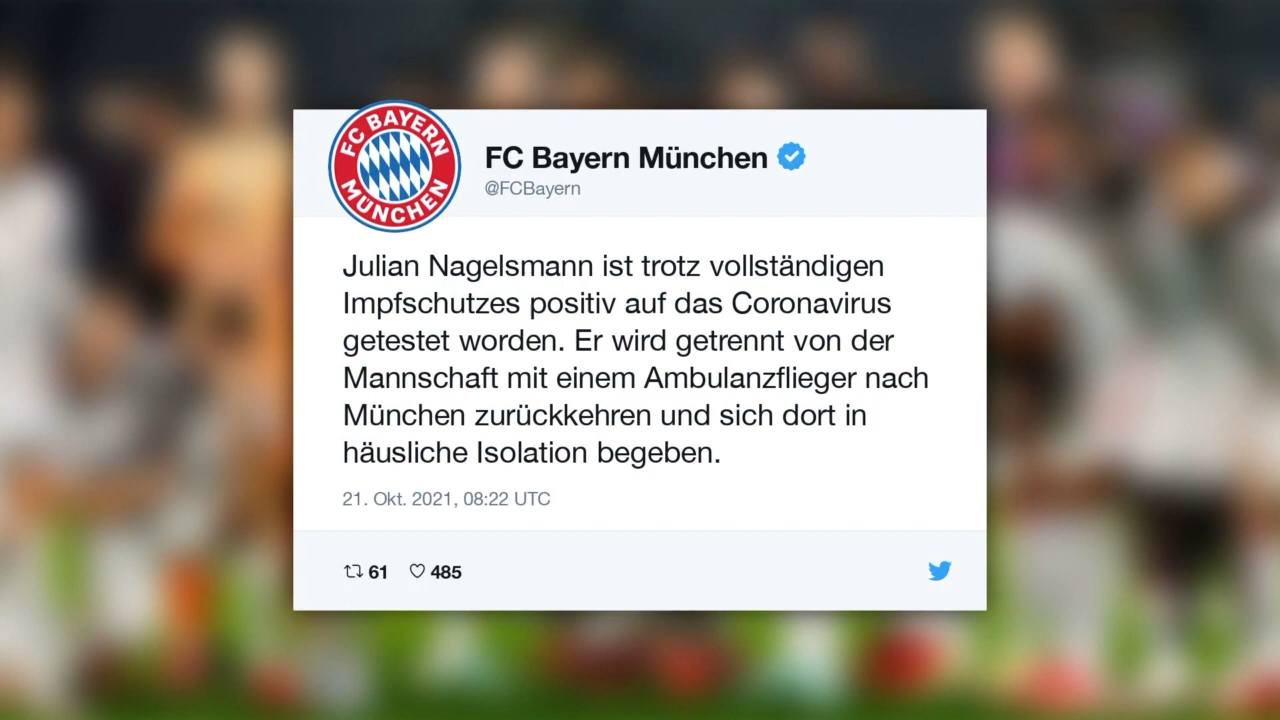 FC BAYERN
MÜNCHEN
FC Bayern München
@FCBayern
Julian Nagelsmann ist trotz vollständigen
Impfschutzes positiv auf das Coronavirus
getestet worden. Er wird getrennt von der
Mannschaft mit einem Ambulanzflieger nach
München zurückkehren und sich dort in
häusliche Isolation begeben.
21. Okt. 2021, 08:22 UTC
61 485